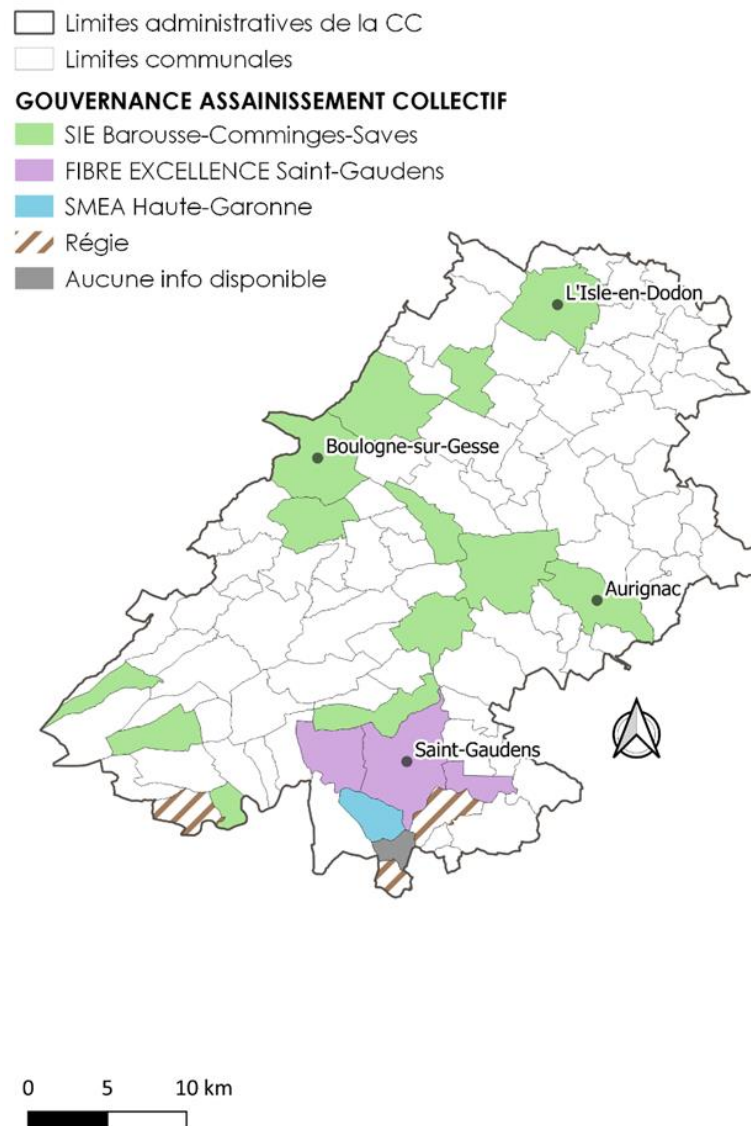 Limites administratives de la CC
Limites communales
GOUVERNANCE ASSAINISSEMENT COLLECTIF
SIE Barousse-Comminges-Saves
FIBRE EXCELLENCE Saint-Gaudens
SMEA Haute-Garonne
Régie
Aucune info disponible
L'Isle-en-Dodon
Boulogne-sur-Gesse
Aurignac
Saint-Gaudens
0 5 10 km